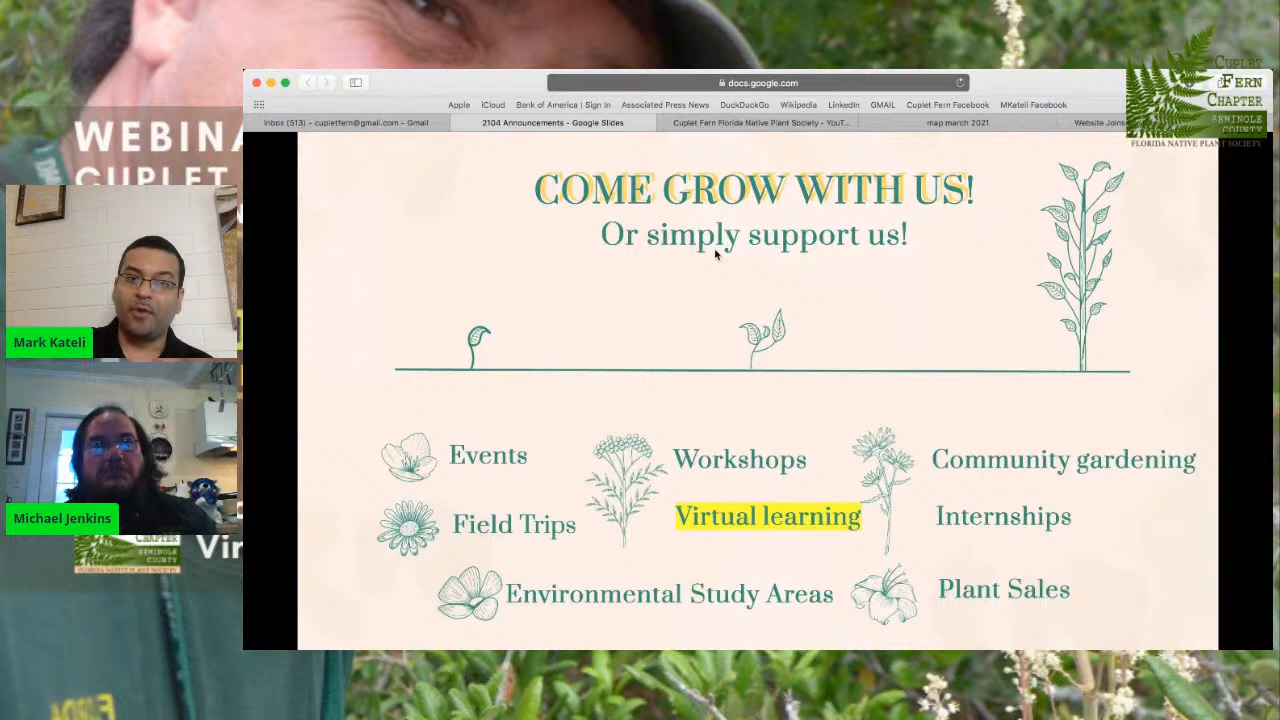 WEBINA
CUPLET
docs.google.com
Apple iCloud Bank of America | Sign In Associated Press News DuckDuckGo Wikipedia LinkedIn GMAIL Cuplet Fern Facebook MKateli Facebook
Inbox (513) - cupletfern@gmail.com - Gmail
2104 Announcements - Google Slides
Cuplet Fern Florida Native Plant Society - YouT...
map march 2021
Website Joins
CUPLET
FERN
CHAPTER
SEMINOLE
COUNTY
FLORIDA NATIVE PLANT SOCIETY
COME GROW WITH US!
Or simply support us!
Mark Kateli
Michael Jenkins
Events
Workshops
Community gardening
Field Trips
Virtual learning
Internships
Environmental Study Areas
Plant Sales
CHAPTER
SEMINOLE
COUNTY
FLORIDA NATIVE PLANT SOCIETY
Vir